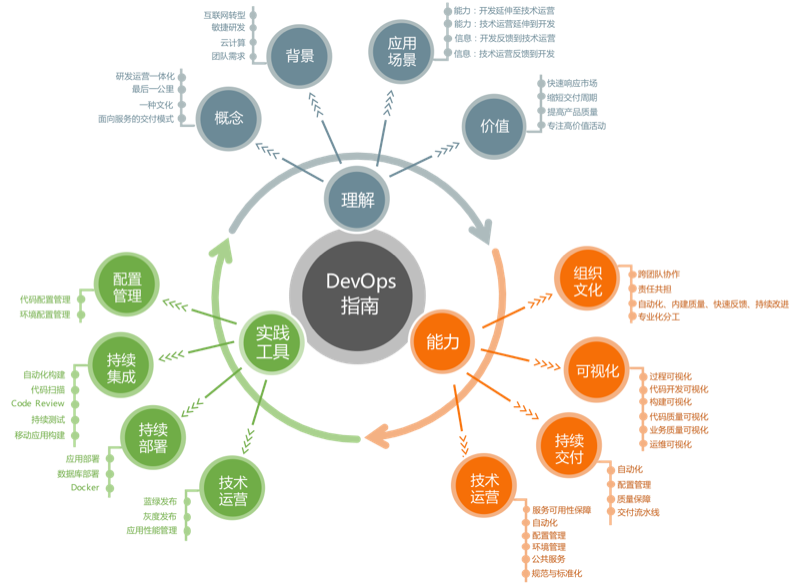 DevOps
指南
理解
概念
研发运营一体化
最后一公里
一种文化
面向服务的交付模式
背景
互联网转型
敏捷研发
云计算
团队需求
应用
场景
能力：开发延伸至技术运营
能力：技术运营延伸到开发
信息：开发反馈到技术运营
信息：技术运营反馈到开发
价值
快速响应市场
缩短交付周期
提高产品质量
专注高价值活动
能力
组织
文化
跨团队协作
责任共担
自动化、内建质量、快速反馈、持续改进
专业化分工
可视化
过程可视化
代码开发可视化
构建可视化
代码质量可视化
业务质量可视化
运维可视化
持续
交付
自动化
配置管理
质量保障
交付流水线
技术
运营
服务可用性保障
自动化
配置管理
环境管理
公共服务
规范与标准化
实践
工具
配置
管理
代码配置管理
环境配置管理
持续
集成
自动化构建
代码扫描
Code Review
持续测试
移动应用构建
持续
部署
应用部署
数据库部署
Docker
技术
运营
蓝绿发布
灰度发布
应用性能管理